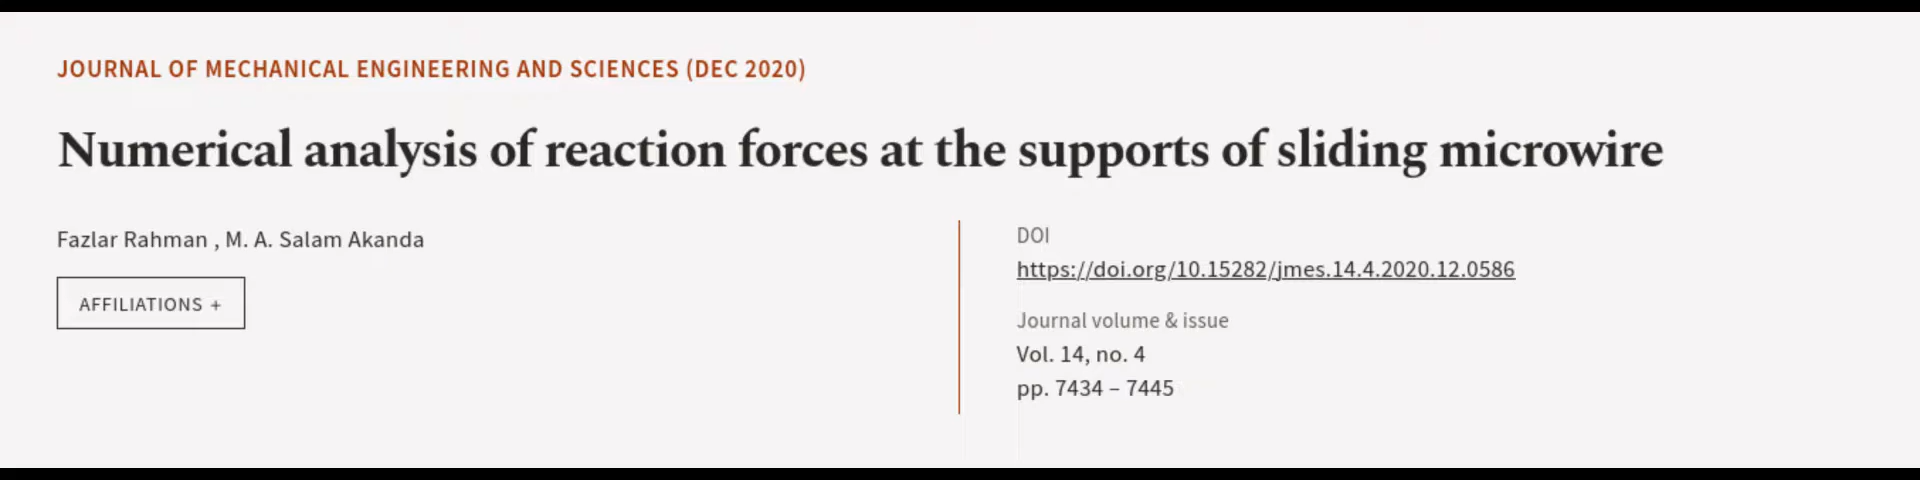 JOURNAL OF MECHANICAL ENGINEERING AND SCIENCES (DEC 2020)
Numerical analysis of reaction forces at the supports of sliding microwire
Fazlar Rahman , M. A. Salam Akanda
AFFILIATIONS +
DOI
https://doi.org/10.15282/jmes.14.4.2020.12.0586
Journal volume & issue
Vol. 14, no. 4
pp. 7434 – 7445